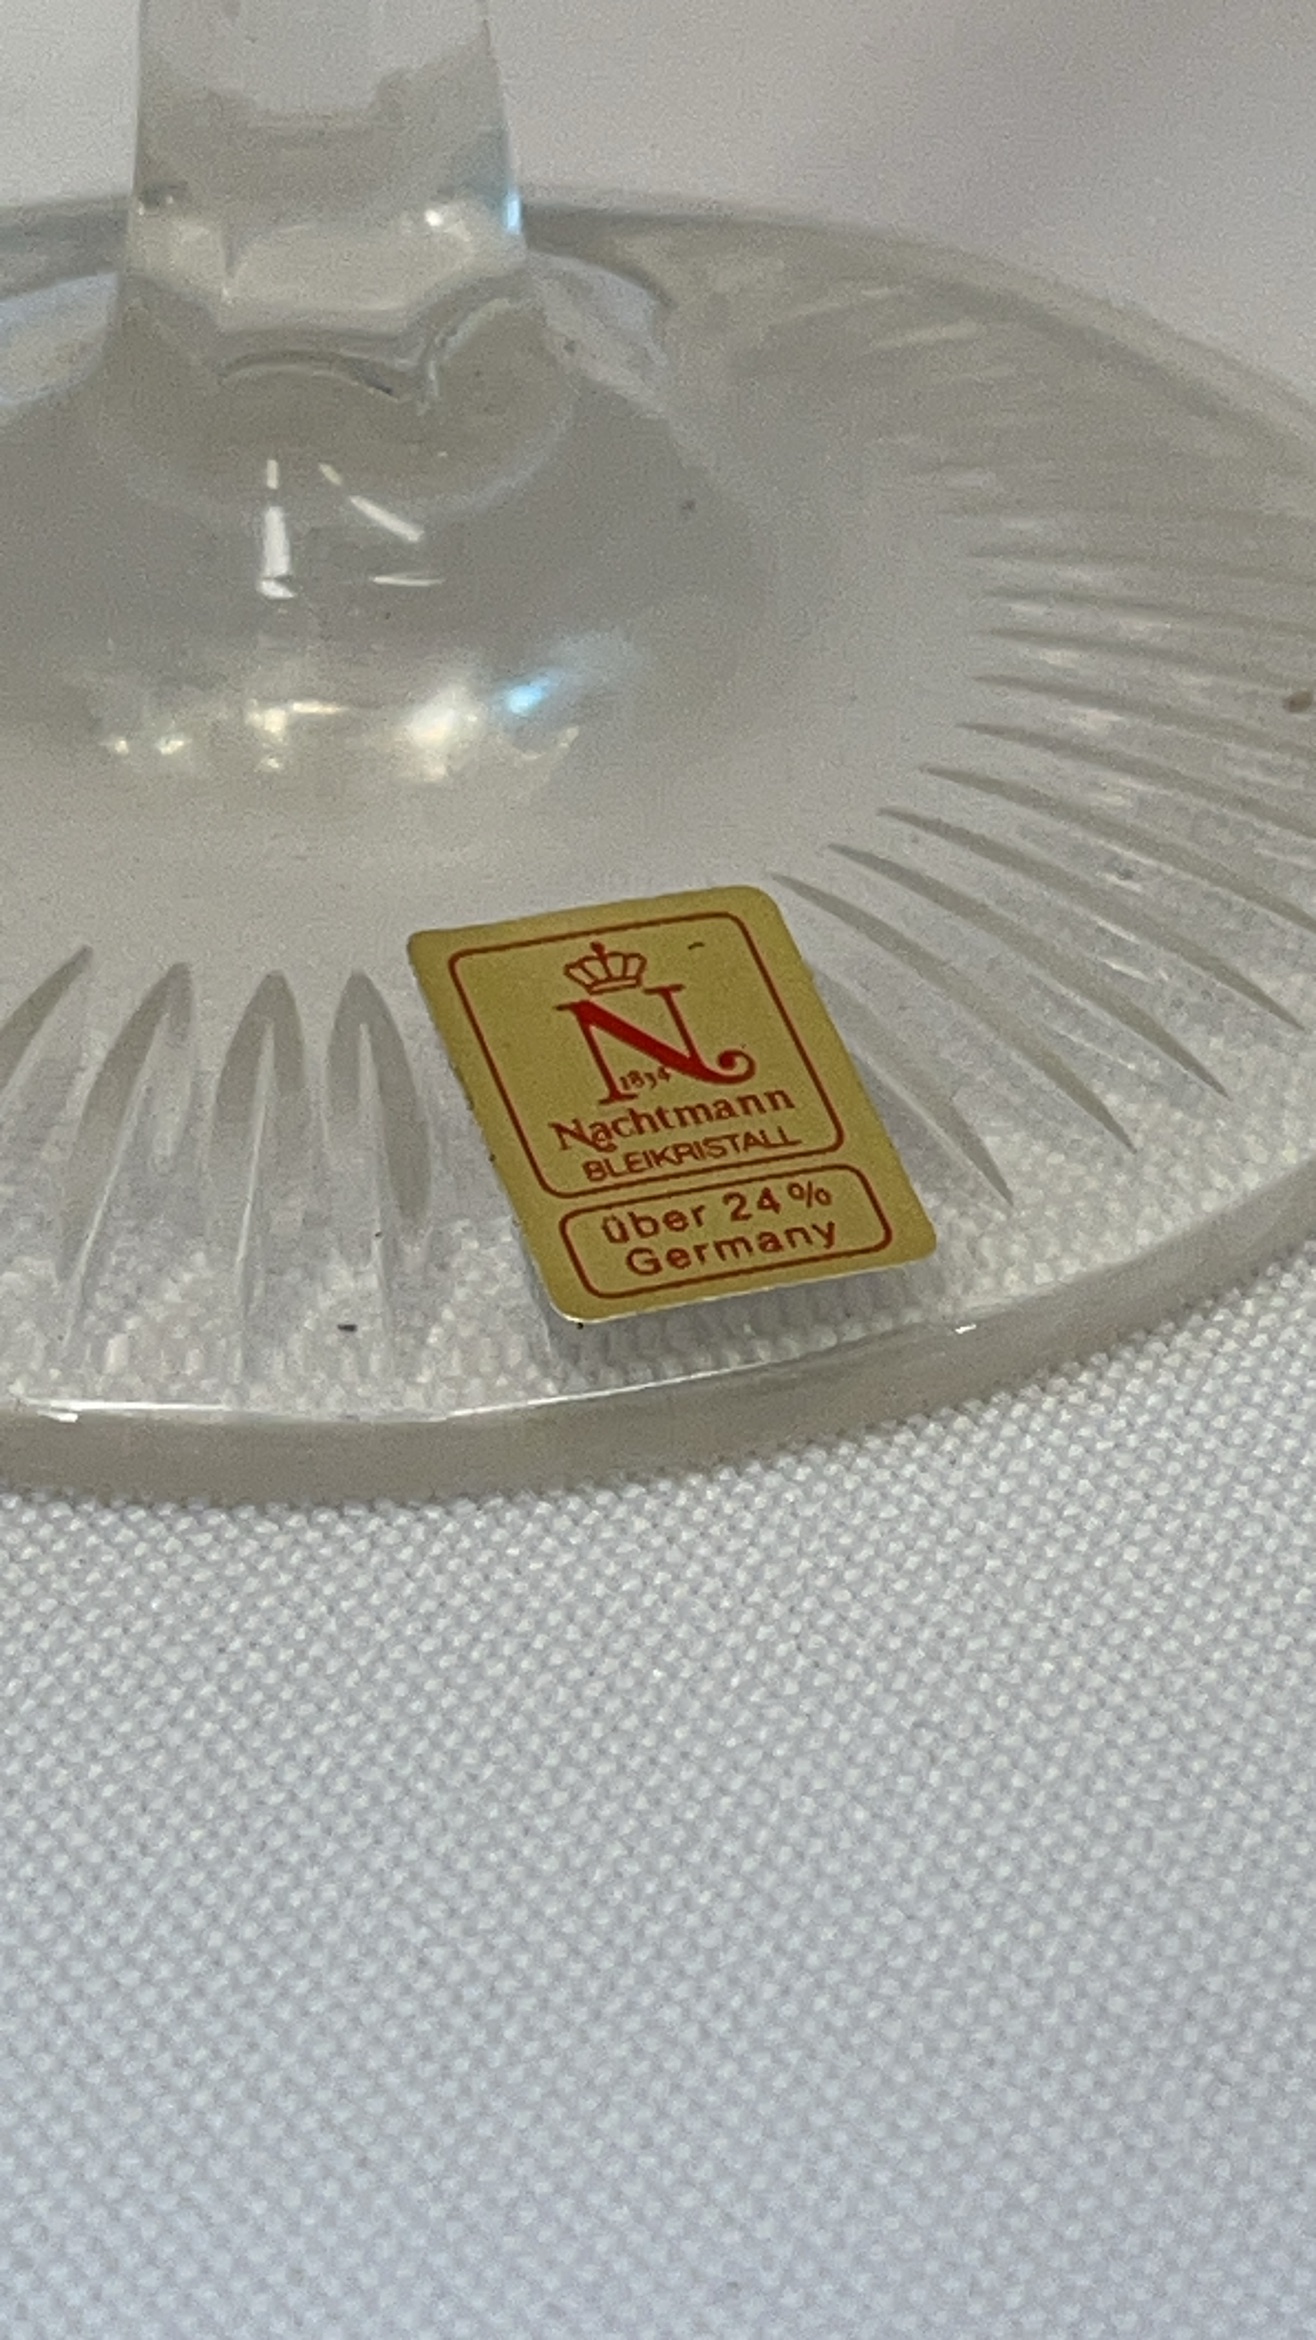 N
1834
Nachtmann
BLEIKRISTALL
über 24%
Germany